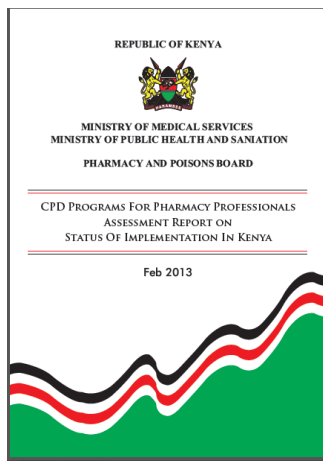 REPUBLIC OF KENYA
HARAMBEE
MINISTRY OF MEDICAL SERVICES
MINISTRY OF PUBLIC HEALTH AND SANIATION
PHARMACY AND POISONS BOARD
CPD PROGRAMS FOR PHARMACY PROFESSIONALS
ASSESSMENT REPORT ON
STATUS OF IMPLEMENTATION IN KENYA
Feb 2013